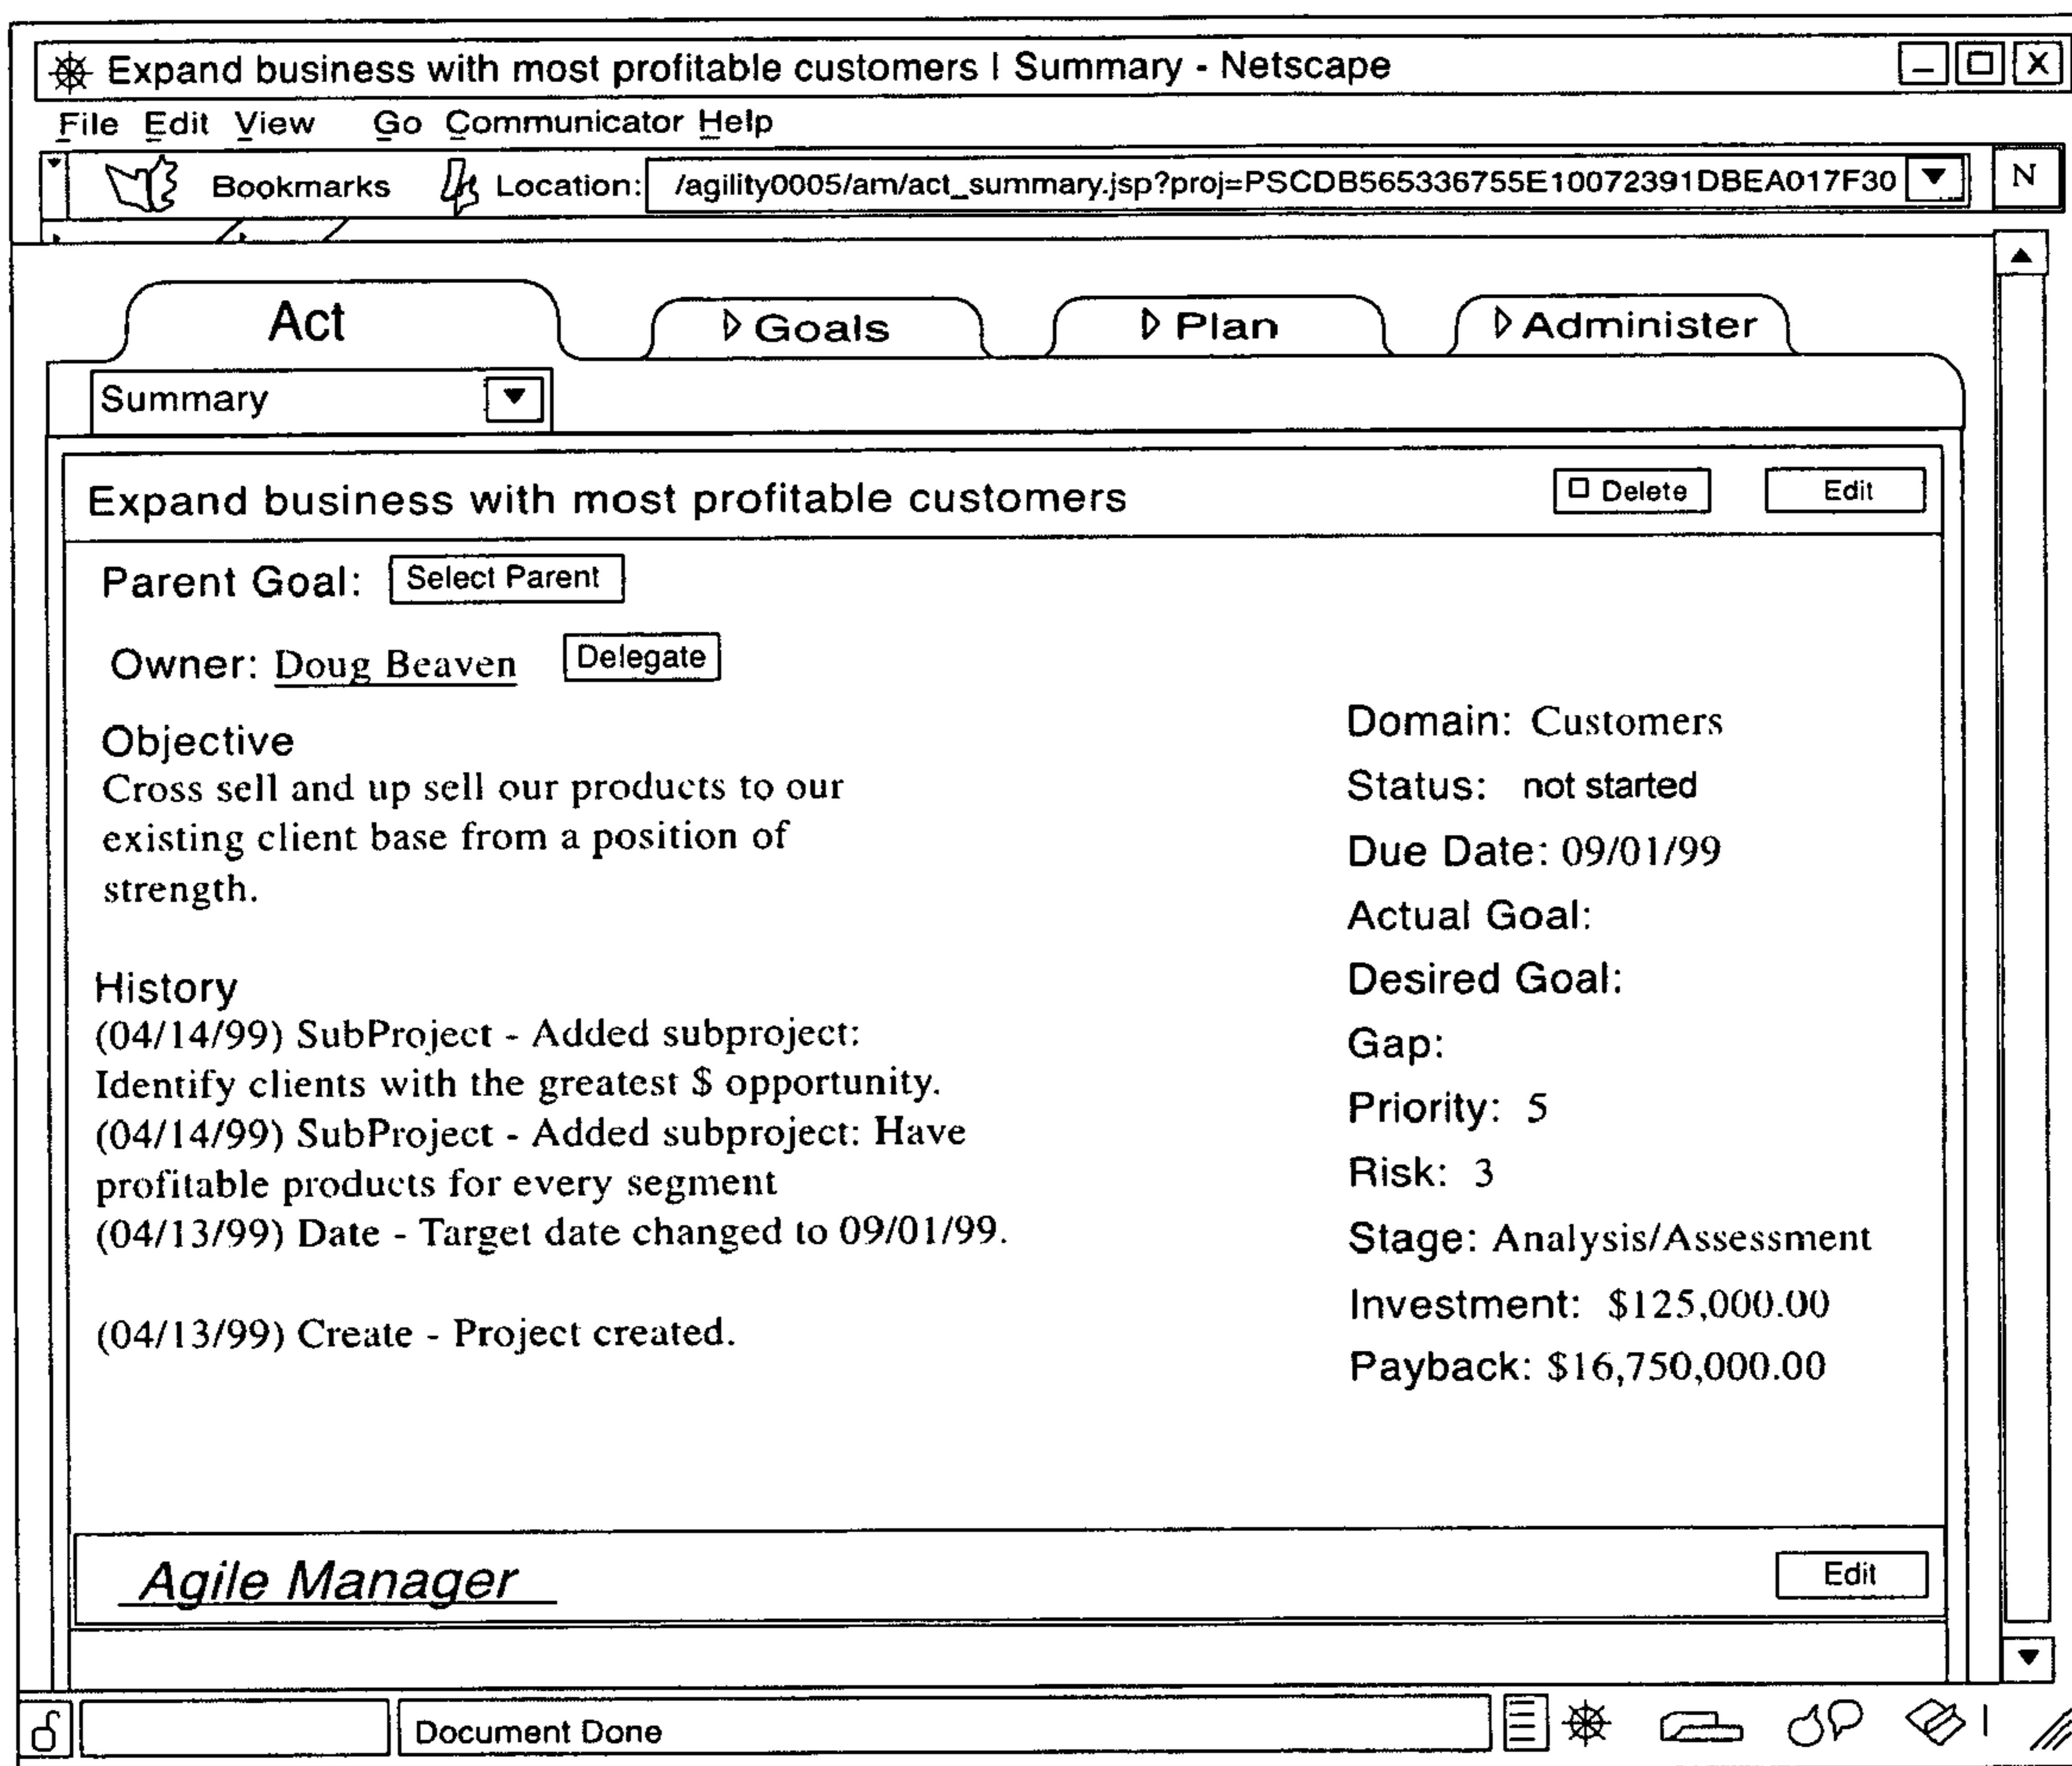 Expand business with most profitable customers | Summary - Netscape
File Edit View Go Communicator Help
Bookmarks Location: /agility0005/am/act_summary.jsp?proj=PSCDB565336755E10072391DBEA017F30 N
Act Goals Plan Administer
Summary
Expand business with most profitable customers Delete Edit
Parent Goal: Select Parent
Owner: Doug Beaven Delegate
Objective
Cross sell and up sell our products to our
existing client base from a position of
strength.
History
(04/14/99) SubProject - Added subproject:
Identify clients with the greatest $ opportunity.
(04/14/99) SubProject - Added subproject: Have
profitable products for every segment
(04/13/99) Date - Target date changed to 09/01/99.
(04/13/99) Create - Project created.
Domain: Customers
Status: not started
Due Date: 09/01/99
Actual Goal:
Desired Goal:
Gap:
Priority: 5
Risk: 3
Stage: Analysis/Assessment
Investment: $125,000.00
Payback: $16,750,000.00
Agile Manager Edit
Document Done